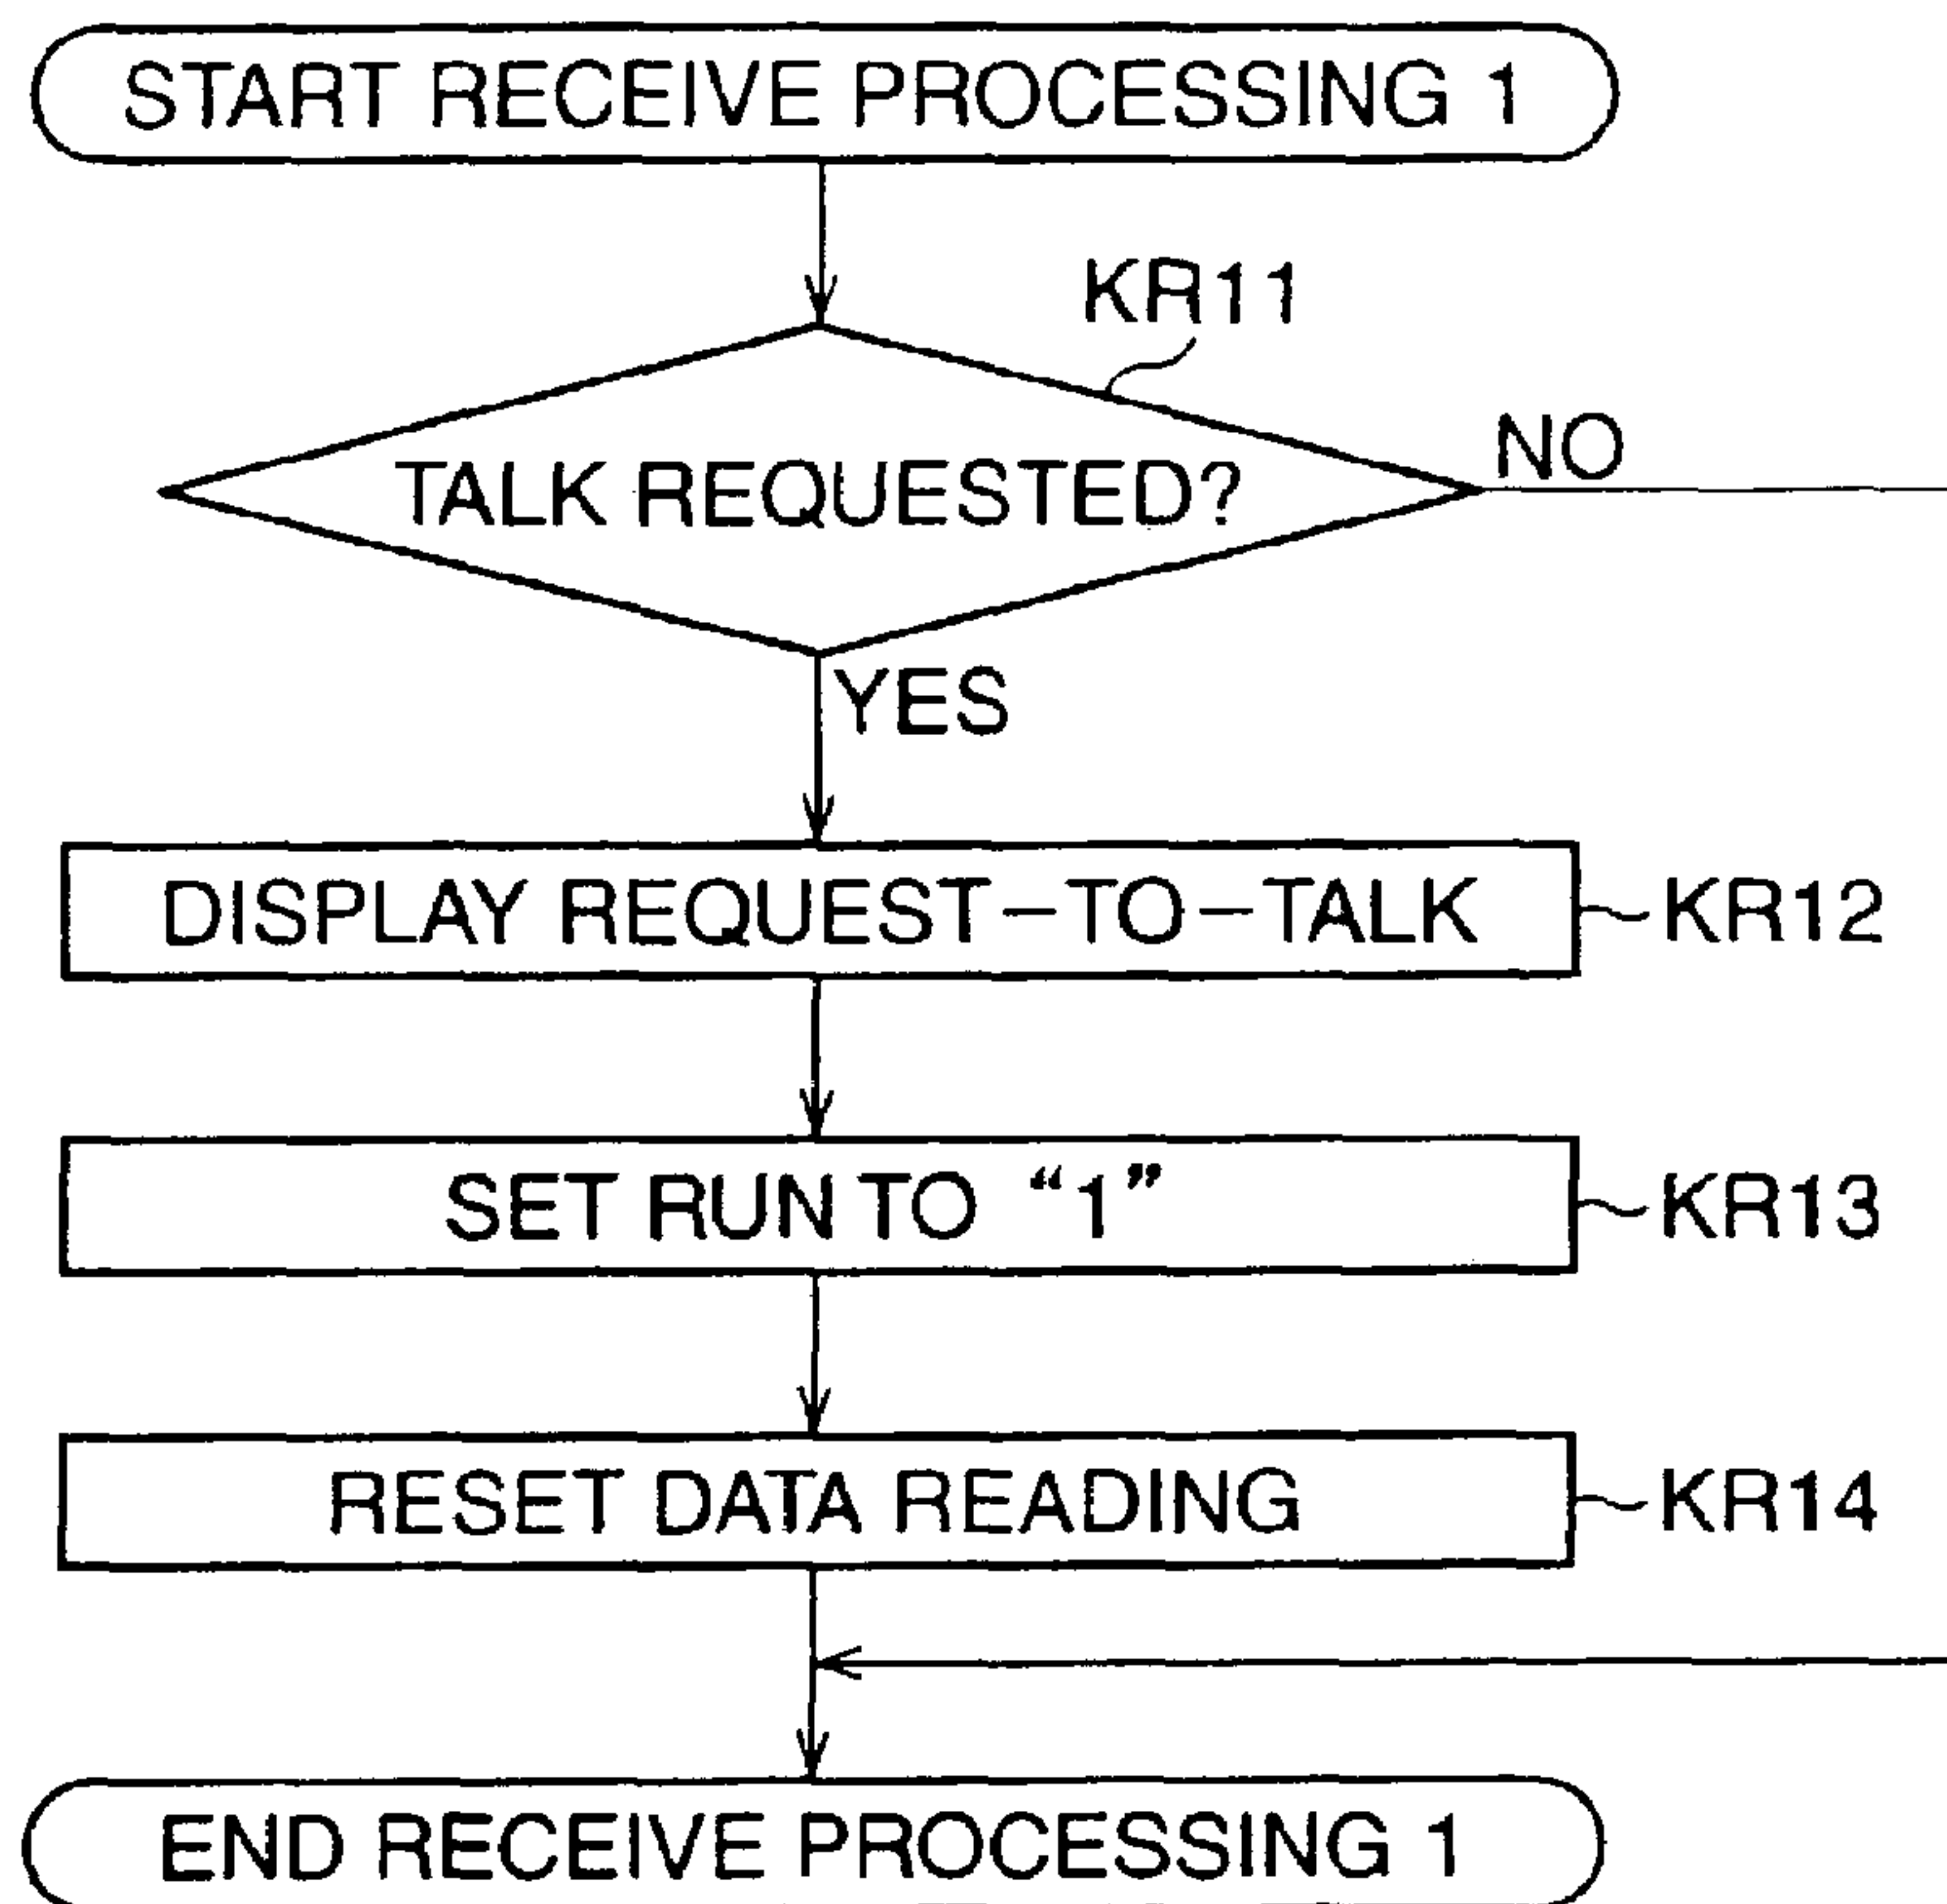 START RECEIVE PROCESSING 1
KR11
TALK REQUESTED?
NO
YES
DISPLAY REQUEST-TO-TALK
KR12
SET RUN TO “1”
KR13
RESET DATA READING
KR14
END RECEIVE PROCESSING 1